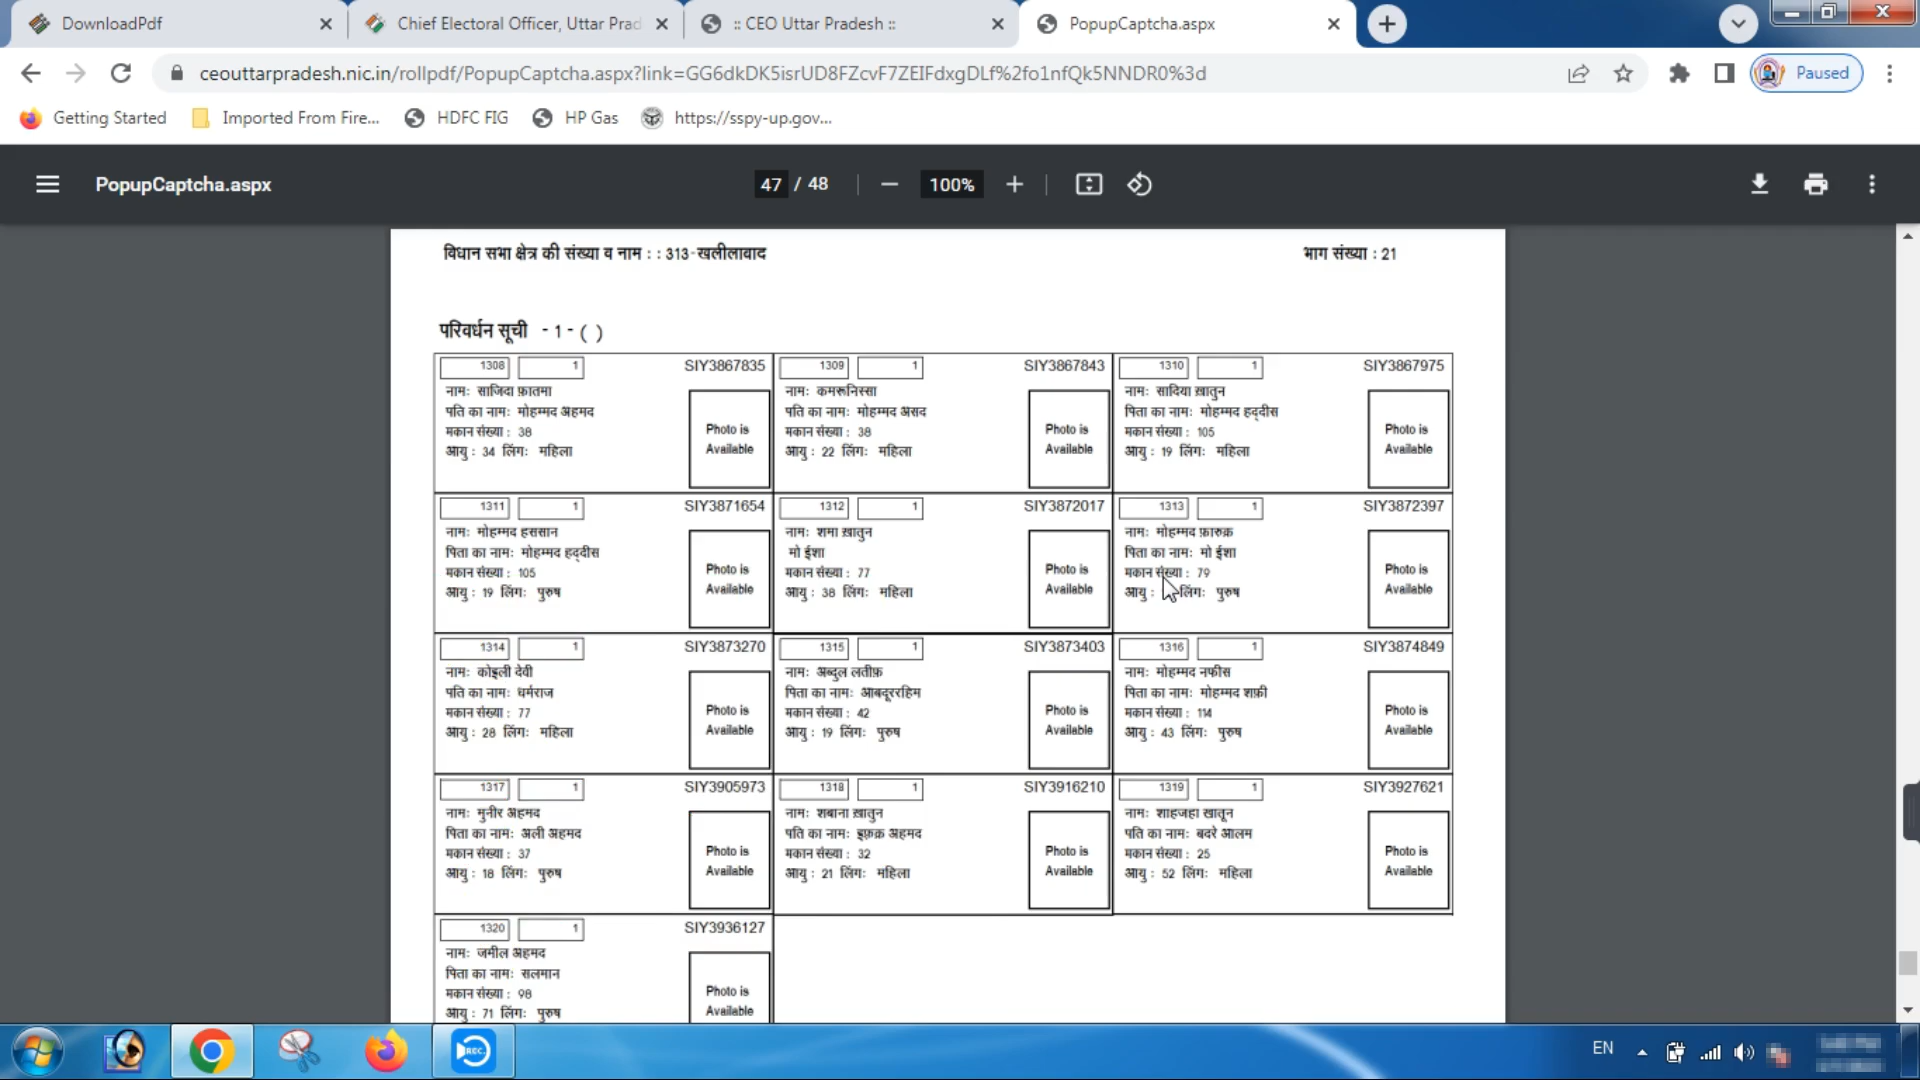 DownloadPdf
Chief Electoral Officer, Uttar Prad
:: CEO Uttar Pradesh ::
PopupCaptcha.aspx
ceouttarpradesh.nic.in/rollpdf/PopupCaptcha.aspx?link=GG6dkDK5isrUD8FZcvF7ZEIFdxgDLf%2fo1nfQk5NNDR0%3d
Paused
Getting Started
Imported From Fire...
HDFC FIG
HP Gas
https://sspy-up.gov...
PopupCaptcha.aspx
47 / 48
100%
विधान सभा क्षेत्र की संख्या व नाम : : 313-खलीलावाद
भाग संख्या : 21
परिवर्धन सूची - 1 - ( )
1308 1 SIY3867835
नामः साजिदा फ़ातमा
पति का नामः मोहम्मद अहमद
मकान संख्या : 38
आयु : 34 लिंगः महिला
Photo is
Available
1309 1 SIY3867843
नामः कमरूनिस्सा
पति का नामः मोहम्मद असद
मकान संख्या : 38
आयु : 22 लिंगः महिला
Photo is
Available
1310 1 SIY3867975
नामः सादिया ख़ातुन
पिता का नामः मोहम्मद हद्दीस
मकान संख्या : 105
आयु : 19 लिंगः महिला
Photo is
Available
1311 1 SIY3871654
नामः मोहम्मद हससान
पिता का नामः मोहम्मद हद्दीस
मकान संख्या : 105
आयु : 19 लिंगः पुरुष
Photo is
Available
1312 1 SIY3872017
नामः शमा ख़ातुन
मो ईशा
मकान संख्या : 77
आयु : 38 लिंगः महिला
Photo is
Available
1313 1 SIY3872397
नामः मोहम्मद फ़ारुक़
पिता का नामः मो ईशा
मकान संख्या : 79
आयु : लिंगः पुरुष
Photo is
Available
1314 1 SIY3873270
नामः कोइली देवी
पति का नामः धर्मराज
मकान संख्या : 77
आयु : 28 लिंगः महिला
Photo is
Available
1315 1 SIY3873403
नामः अब्दुल लतीफ़
पिता का नामः आबदूररहिम
मकान संख्या : 42
आयु : 19 लिंगः पुरुष
Photo is
Available
1316 1 SIY3874849
नामः मोहम्मद नफीस
पिता का नामः मोहम्मद शफ़ी
मकान संख्या : 114
आयु : 43 लिंगः पुरुष
Photo is
Available
1317 1 SIY3905973
नामः मुनीर अहमद
पिता का नामः अली अहमद
मकान संख्या : 37
आयु : 18 लिंगः पुरुष
Photo is
Available
1318 1 SIY3916210
नामः शबाना ख़ातुन
पति का नामः इफ़क़ अहमद
मकान संख्या : 32
आयु : 21 लिंगः महिला
Photo is
Available
1319 1 SIY3927621
नामः शाहजहा खातून
पति का नामः बदरे आलम
मकान संख्या : 25
आयु : 52 लिंगः महिला
Photo is
Available
1320 1 SIY3936127
नामः जमील अहमद
पिता का नामः सलमान
मकान संख्या : 98
आयु : 71 लिंगः पुरुष
Photo is
Available
REC
EN